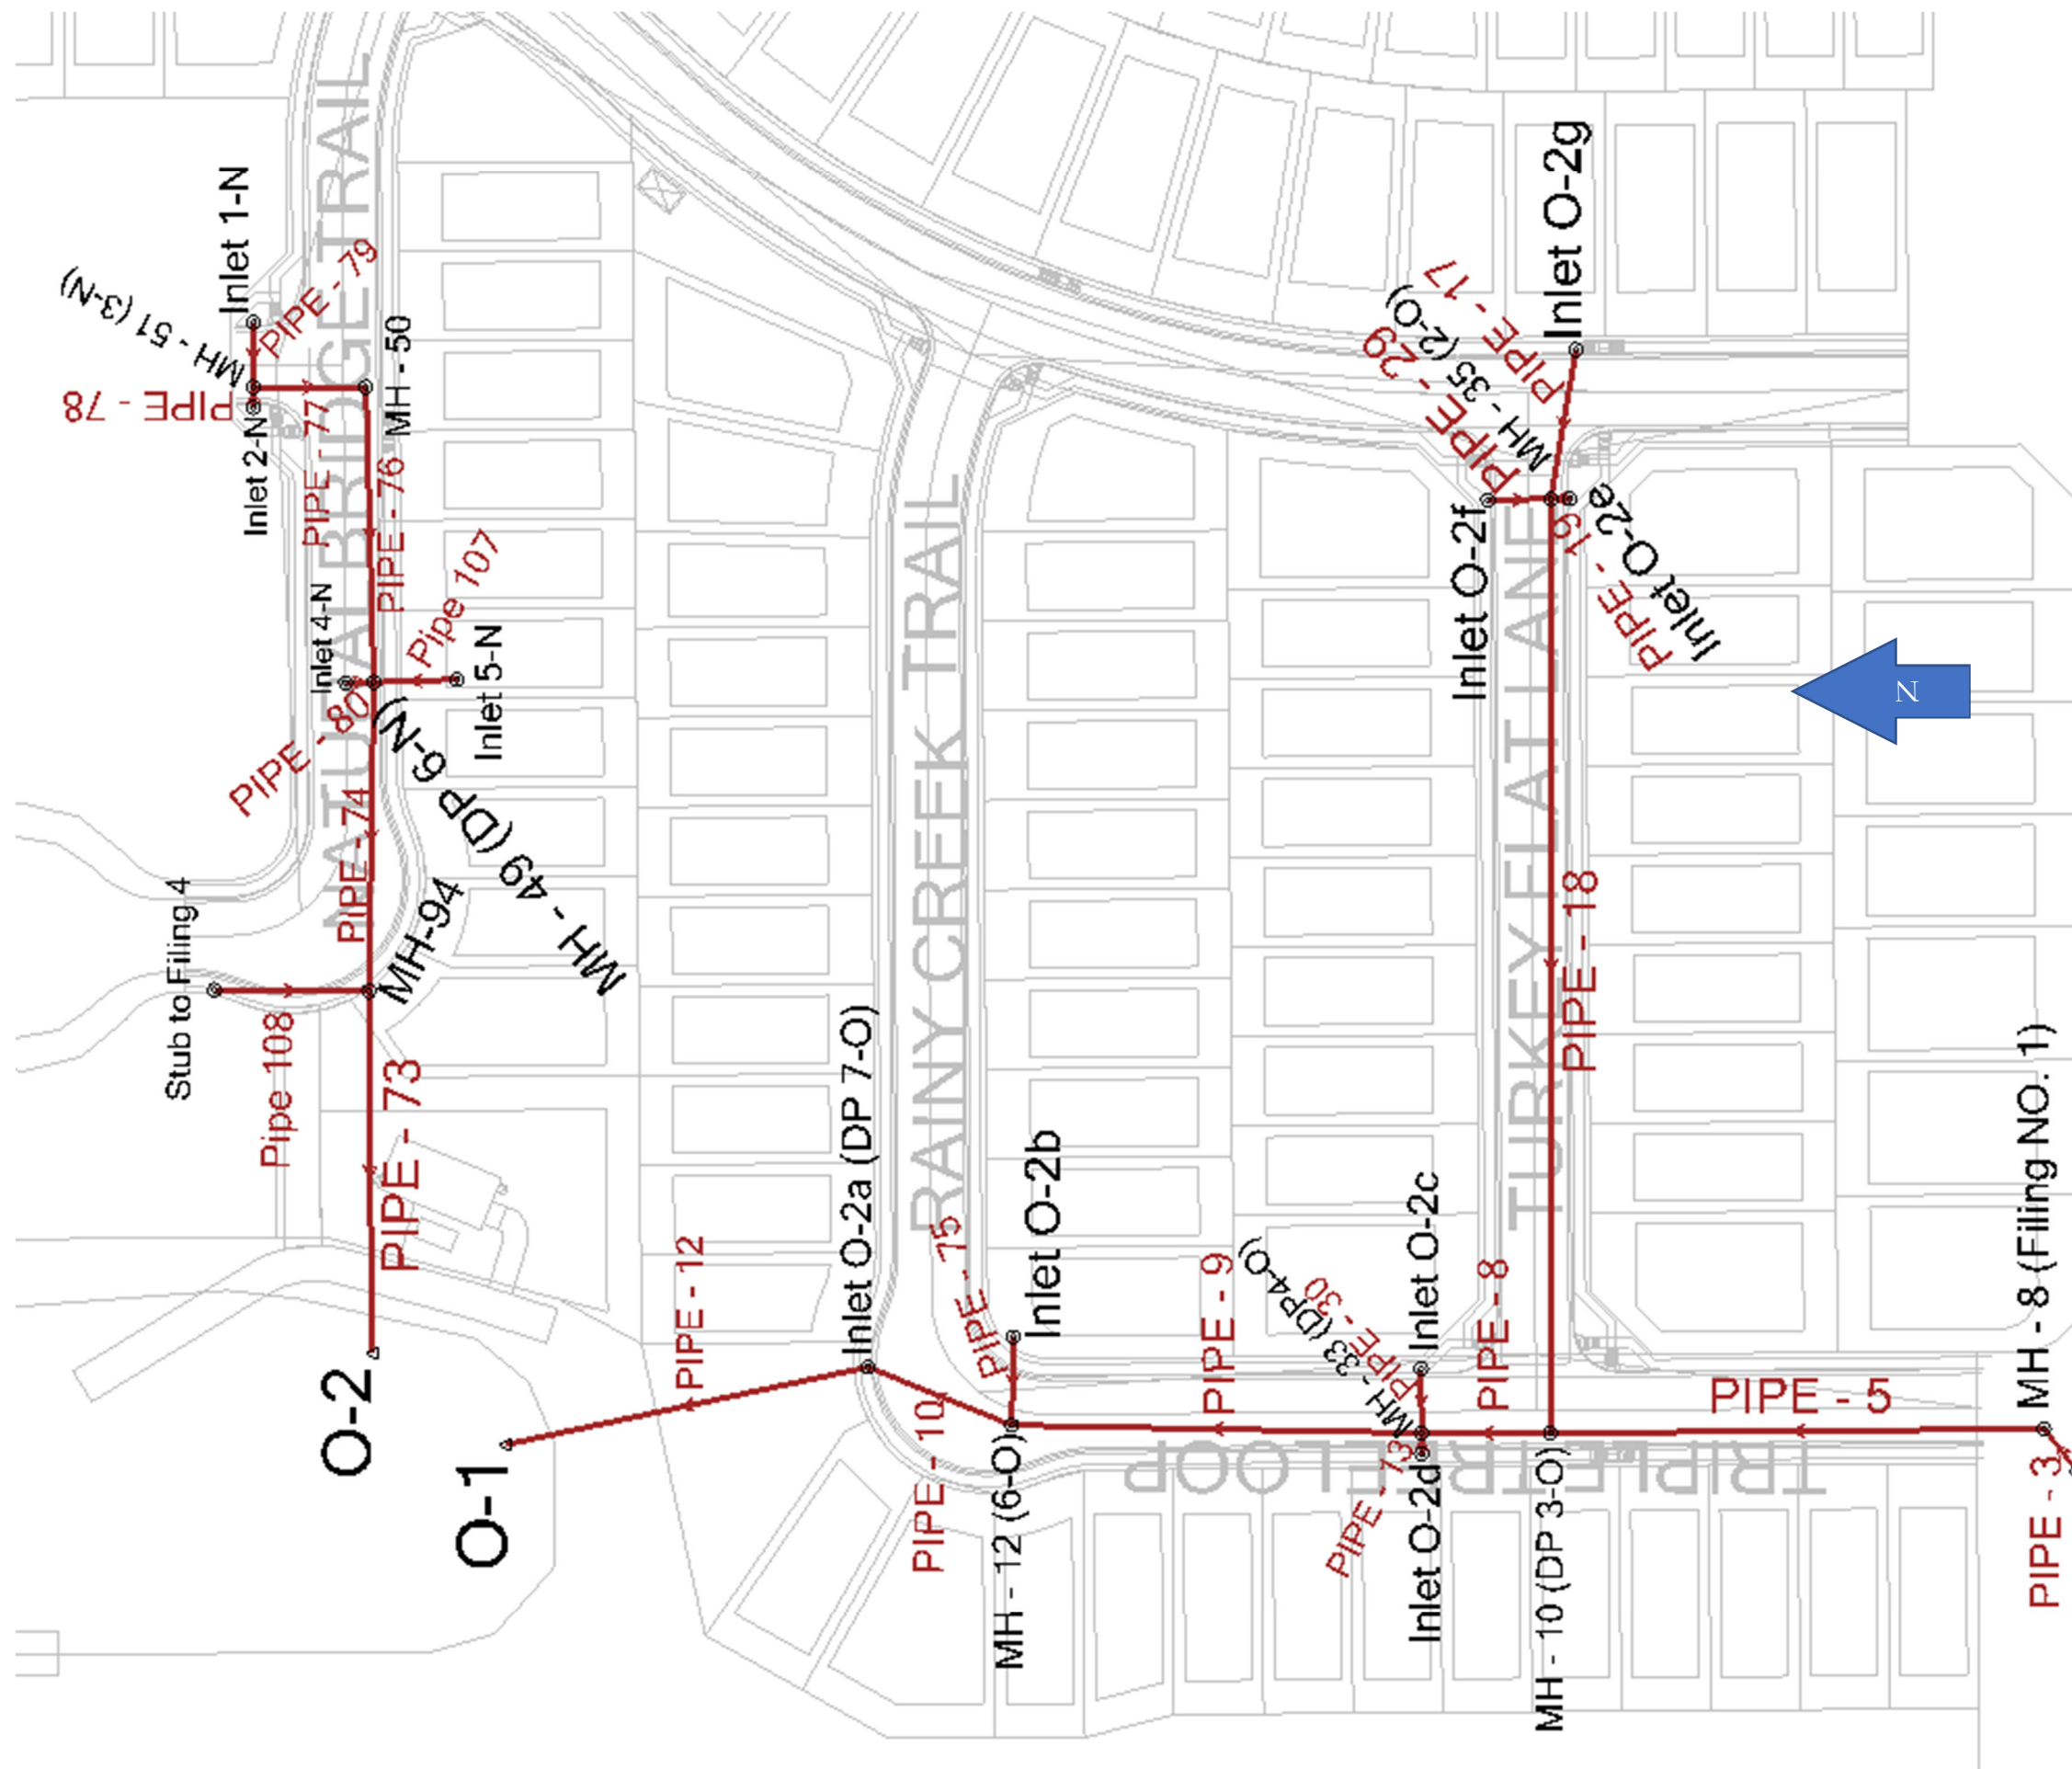 NATURAL BRIDGE TRAIL
Inlet 1-N
PIPE - 79
MH - 51 (3-N)
PIPE - 78
Inlet 2-N
PIPE - 77
MH - 50
PIPE - 76
Inlet 4-N
Pipe 107
Inlet 5-N
PIPE - 80
MH - 49 (DP 6-N)
PIPE - 74
MH-94
Stub to Filing 4
Pipe 108
PIPE - 73
O-2
O-1
PIPE - 12
Inlet O-2a (DP 7-O)
RAINY CREEK TRAIL
PIPE - 75
Inlet O-2b
PIPE - 10
MH - 12 (6-O)
PIPE - 9
MH - 33 (DP4-O)
PIPE - 30
Inlet O-2c
PIPE - 73
Inlet O-2d
PIPE - 8
MH - 10 (DP 3-O)
TRIPLETREE LOOP
PIPE - 5
MH - 8 (Filing NO. 1)
PIPE - 3
TURKEY FLAT LANE
PIPE - 18
Inlet O-2f
PIPE - 29
MH - 35 (2-O)
PIPE - 17
Inlet O-2g
PIPE - 19
Inlet O-2e
N